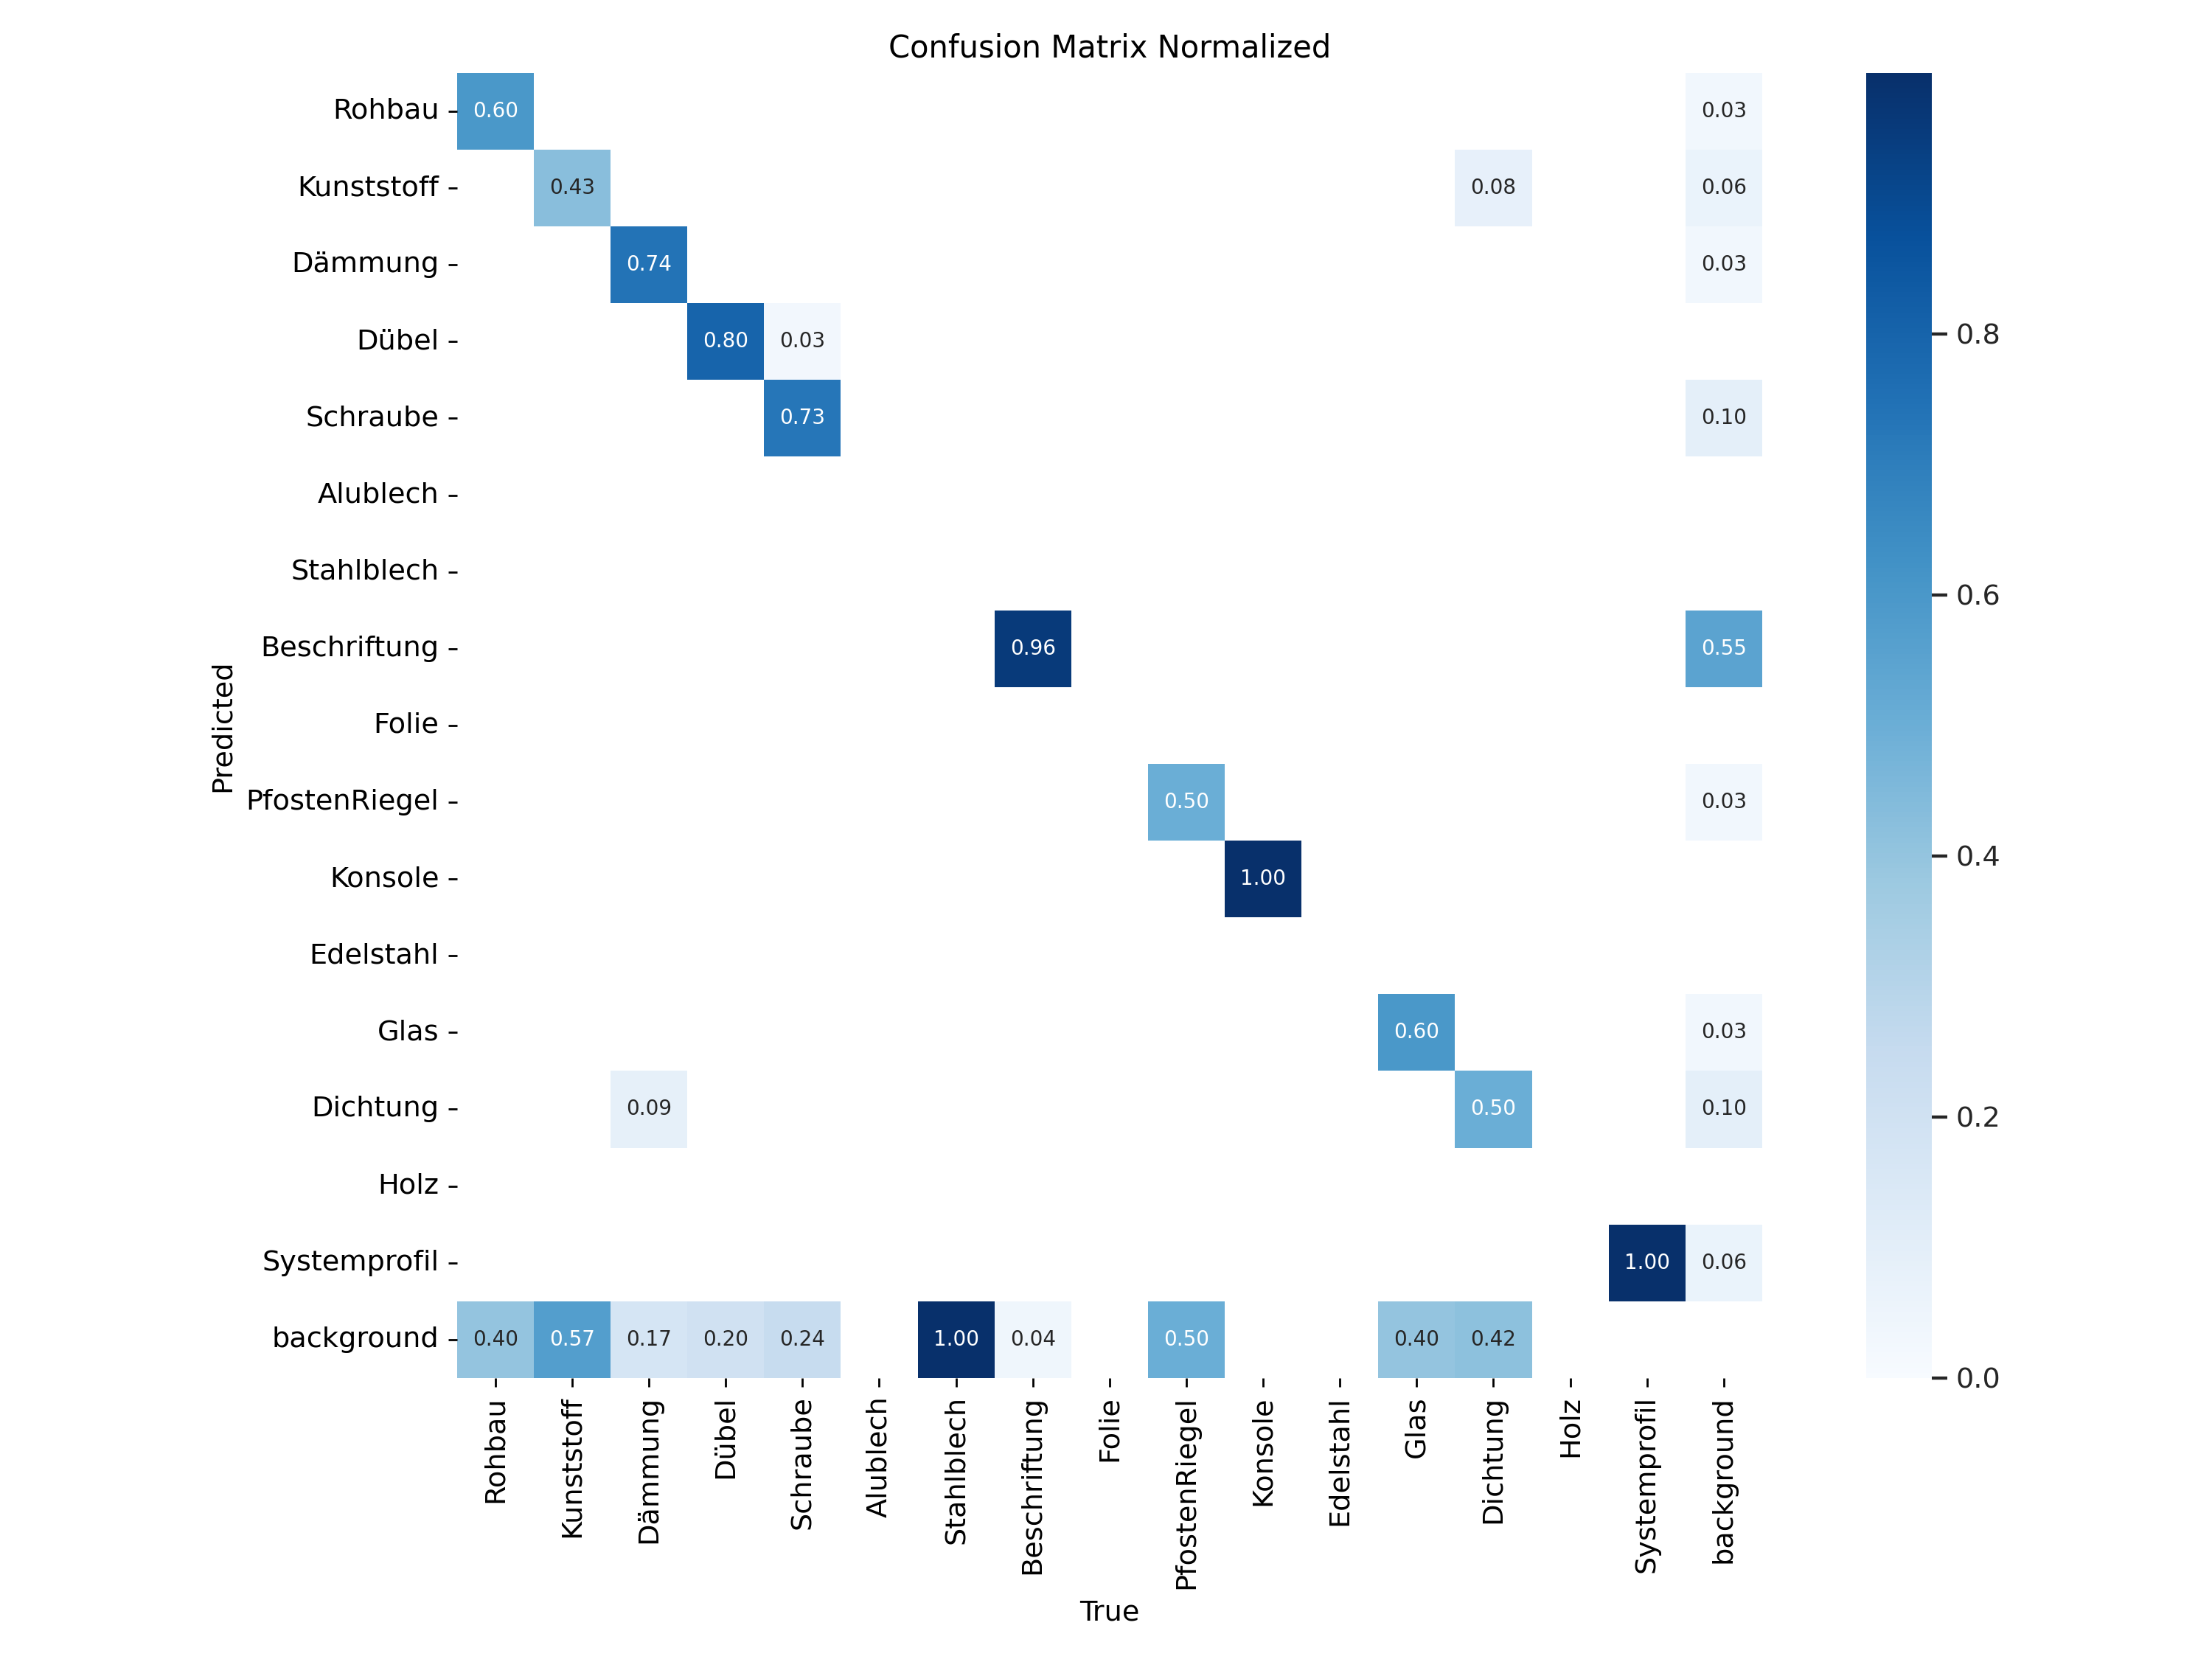 Confusion Matrix Normalized
Rohbau 0.60 0.03
Kunststoff 0.43 0.08 0.06
Dämmung 0.74 0.03
Dübel 0.80 0.03
Schraube 0.73 0.10
Alublech
Stahlblech
Beschriftung 0.96 0.55
Folie
PfostenRiegel 0.50 0.03
Konsole 1.00
Edelstahl
Glas 0.60 0.03
Dichtung 0.09 0.50 0.10
Holz
Systemprofil 1.00 0.06
background 0.40 0.57 0.17 0.20 0.24 1.00 0.04 0.50 0.40 0.42
Predicted
Rohbau
Kunststoff
Dämmung
Dübel
Schraube
Alublech
Stahlblech
Beschriftung
Folie
PfostenRiegel
Konsole
Edelstahl
Glas
Dichtung
Holz
Systemprofil
background
True
0.8
0.6
0.4
0.2
0.0